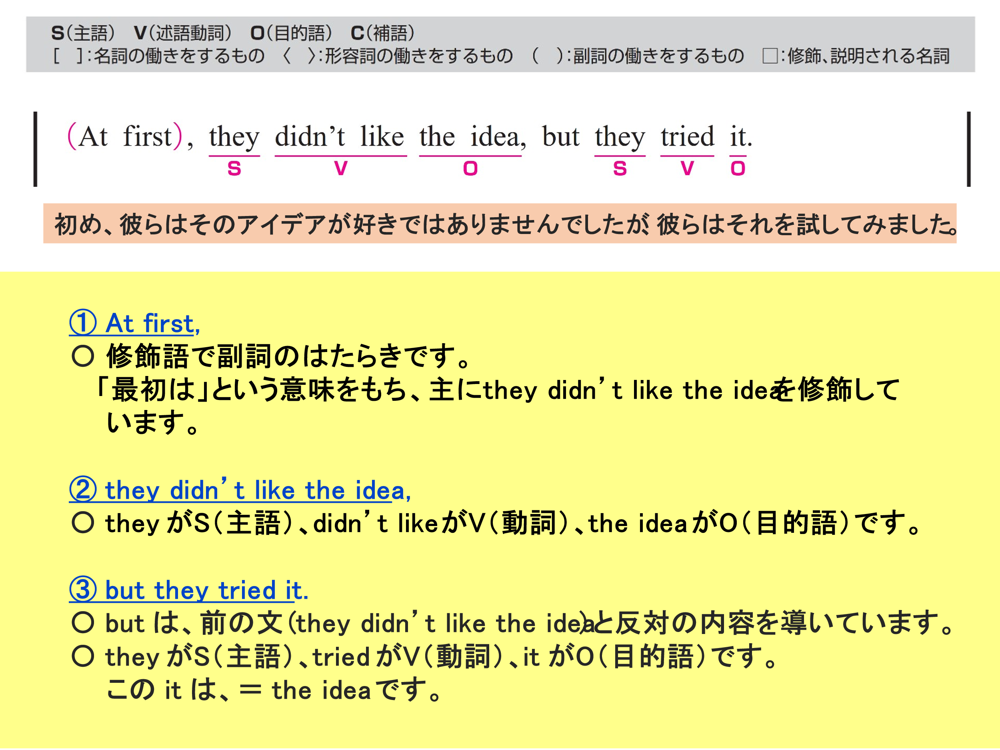 S（主語） V（述語動詞） O（目的語） C（補語）
［ ］：名詞の働きをするもの 〈 〉：形容詞の働きをするもの （ ）：副詞の働きをするもの □：修飾、説明される名詞
(At first), they didn't like the idea, but they tried it.
S V O S V O
初め、彼らはそのアイデアが好きではありませんでしたが、彼らはそれを試してみました。
① At first,
○ 修飾語で副詞のはたらきです。
「最初は」という意味をもち、主にthey didn't like the ideaを修飾して
います。
② they didn't like the idea,
○ they がS（主語）、didn't likeがV（動詞）、the ideaがO（目的語）です。
③ but they tried it.
○ but は、前の文(they didn't like the idea)と反対の内容を導いています。
○ they がS（主語）、tried がV（動詞）、it がO（目的語）です。
この it は、＝ the ideaです。